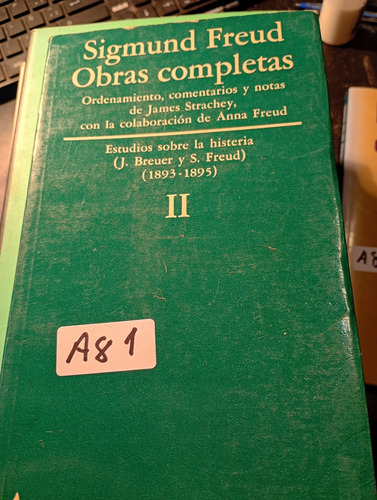 Sigmund Freud
Obras completas
Ordenamiento, comentarios y notas
de James Strachey,
con la colaboración de Anna Freud
Estudios sobre la histeria
(J. Breuer y S. Freud)
(1893-1895)
II
A81
A8